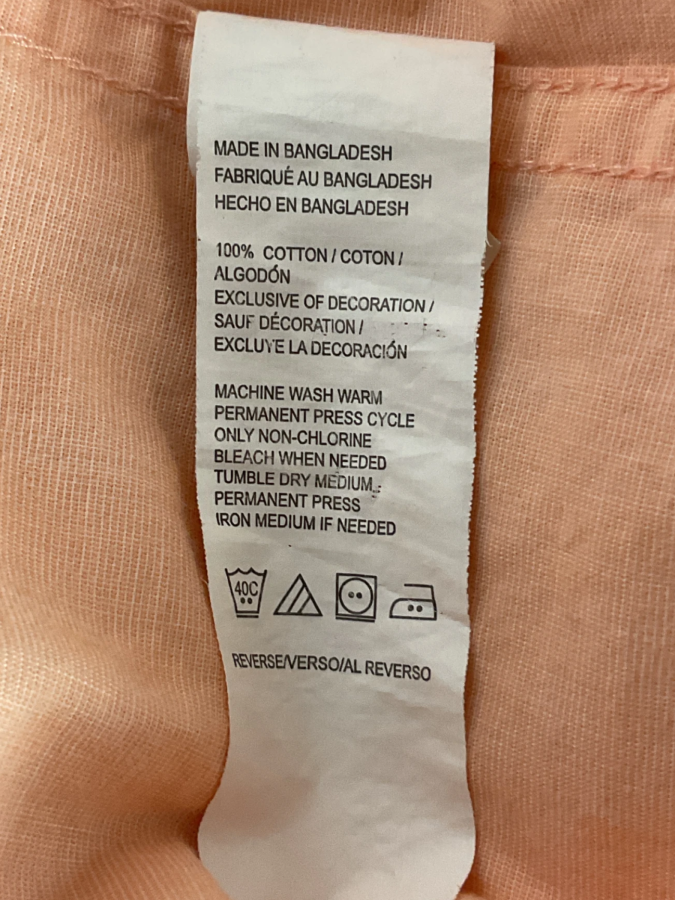 MADE IN BANGLADESH
FABRIQUÉ AU BANGLADESH
HECHO EN BANGLADESH
100% COTTON / COTON /
ALGODÓN
EXCLUSIVE OF DECORATION /
SAUF DÉCORATION /
EXCLUYE LA DECORACIÓN
MACHINE WASH WARM
PERMANENT PRESS CYCLE
ONLY NON-CHLORINE
BLEACH WHEN NEEDED
TUMBLE DRY MEDIUM,
PERMANENT PRESS
IRON MEDIUM IF NEEDED
40C
REVERSE/VERSO/AL REVERSO